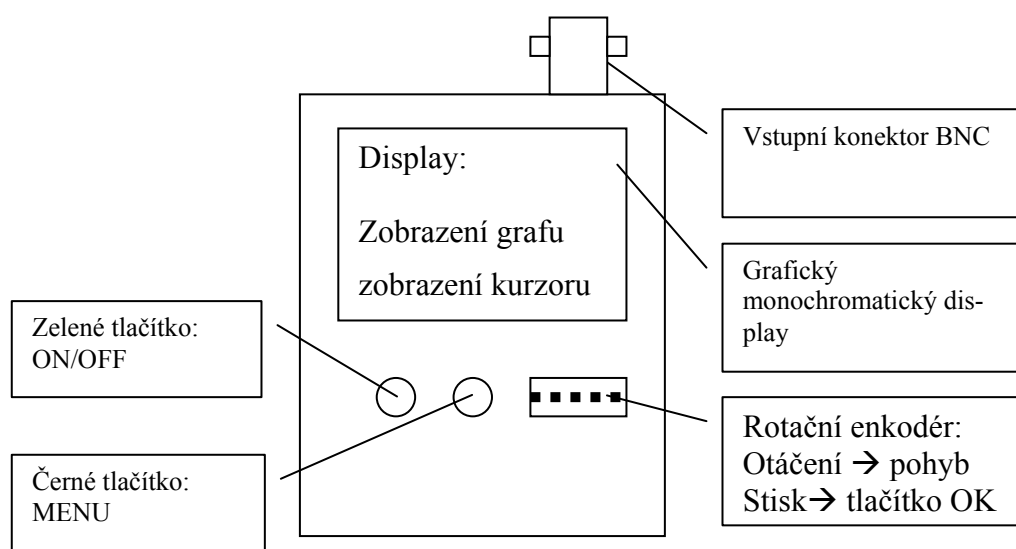 Vstupní konektor BNC
Display:
Zobrazení grafu
zobrazení kurzoru
Grafický
monochromatický dis-
play
Zelené tlačítko:
ON/OFF
Rotační enkodér:
Otáčení → pohyb
Stisk→ tlačítko OK
Černé tlačítko:
MENU